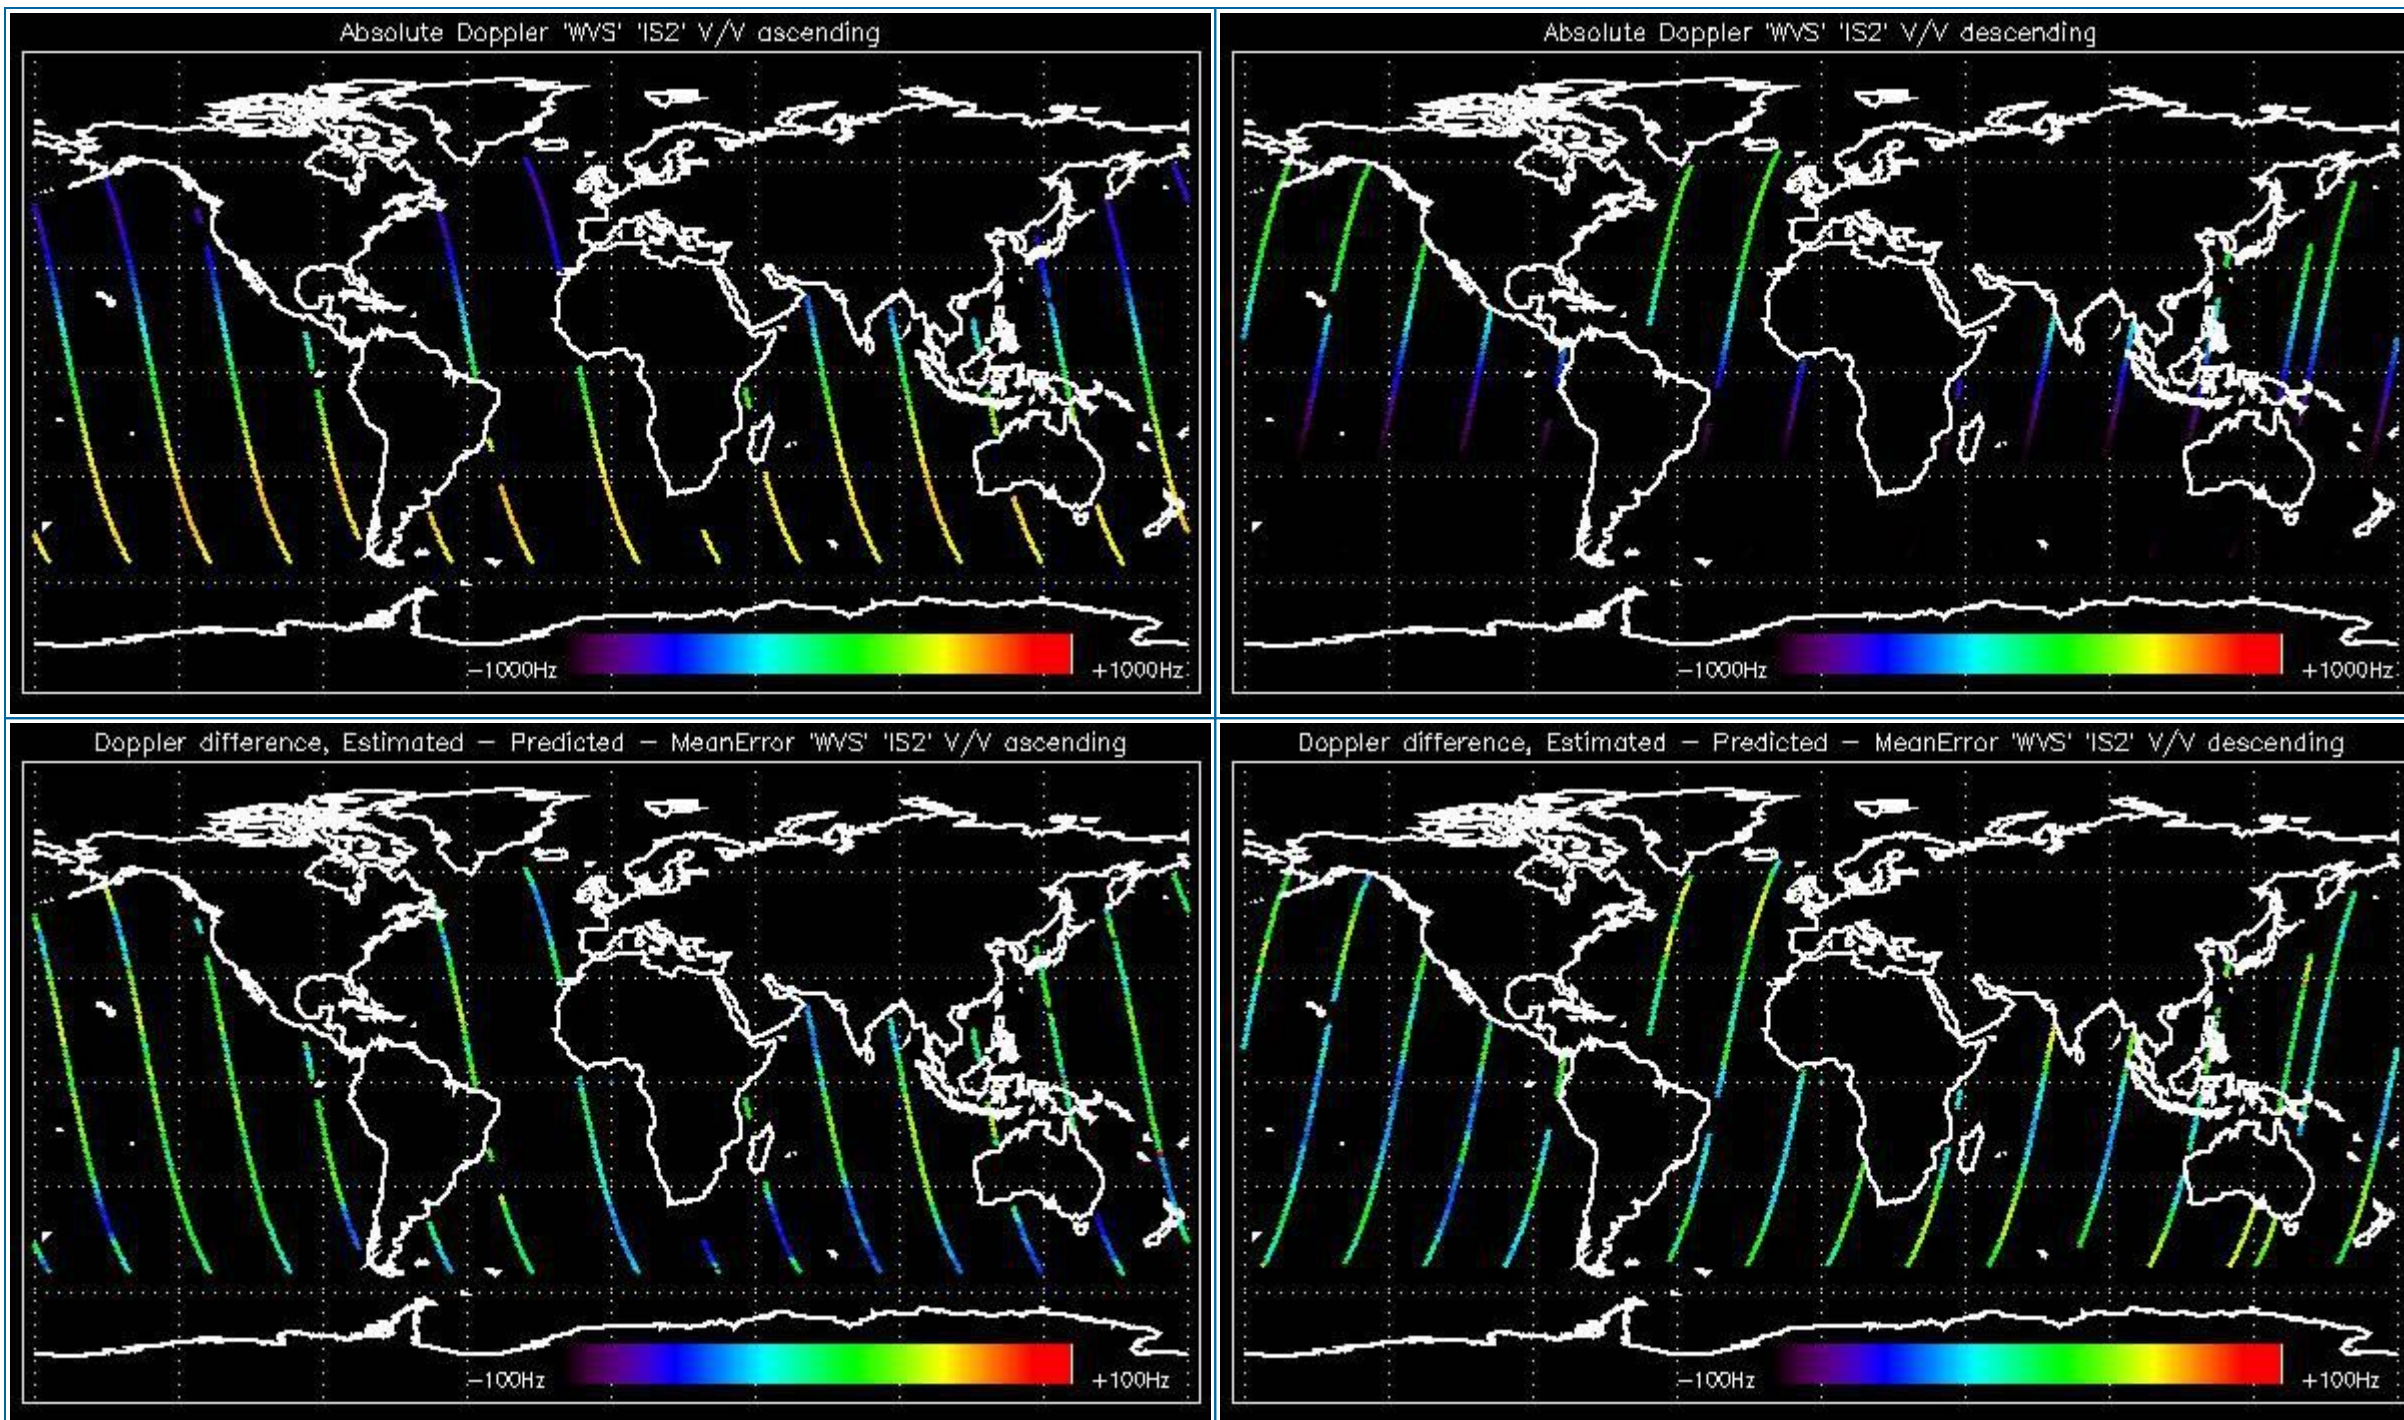 Absolute Doppler 'WVS' 'IS2' V/V ascending
-1000Hz
+1000Hz
Absolute Doppler 'WVS' 'IS2' V/V descending
-1000Hz
+1000Hz
Doppler difference, Estimated - Predicted - MeanError 'WVS' 'IS2' V/V ascending
-100Hz
+100Hz
Doppler difference, Estimated - Predicted - MeanError 'WVS' 'IS2' V/V descending
-100Hz
+100Hz